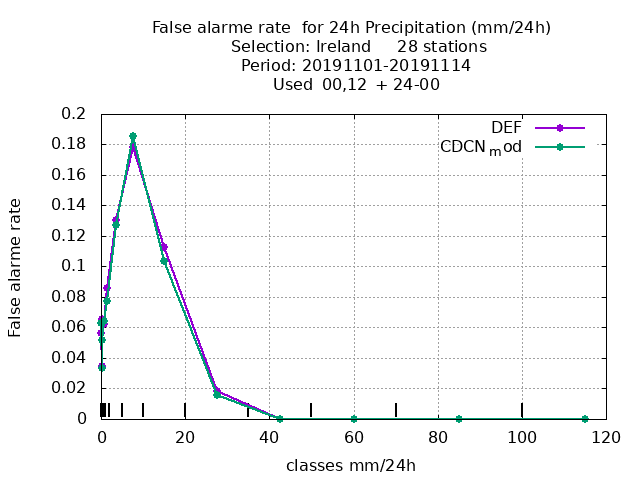 False alarme rate  for 24h Precipitation (mm/24h)
Selection: Ireland     28 stations
Period: 20191101-20191114
Used  00,12  + 24-00
DEF
CDCN_mod
False alarme rate
0.2
0.18
0.16
0.14
0.12
0.1
0.08
0.06
0.04
0.02
0
0 20 40 60 80 100 120
classes mm/24h